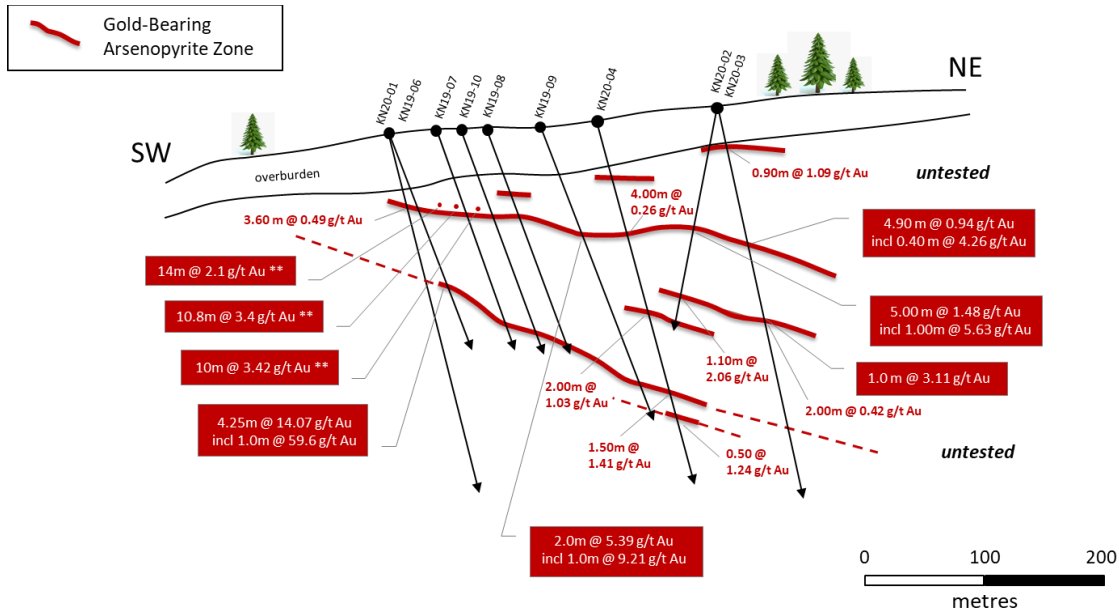 Gold-Bearing
Arsenopyrite Zone
NE
SW
KN20-01
KN19-06
KN19-07
KN19-10
KN19-08
KN19-09
KN20-04
KN20-02
KN20-03
overburden
0.90m @ 1.09 g/t Au
untested
4.00m @
0.26 g/t Au
3.60 m @ 0.49 g/t Au
4.90 m @ 0.94 g/t Au
incl 0.40 m @ 4.26 g/t Au
14m @ 2.1 g/t Au **
10.8m @ 3.4 g/t Au **
5.00 m @ 1.48 g/t Au
incl 1.00m @ 5.63 g/t Au
10m @ 3.42 g/t Au **
1.10m @
2.06 g/t Au
1.0 m @ 3.11 g/t Au
2.00m @
1.03 g/t Au
2.00m @ 0.42 g/t Au
4.25m @ 14.07 g/t Au
incl 1.0m @ 59.6 g/t Au
1.50m @
1.41 g/t Au
0.50 @
1.24 g/t Au
untested
2.0m @ 5.39 g/t Au
incl 1.0m @ 9.21 g/t Au
0 100 200
metres